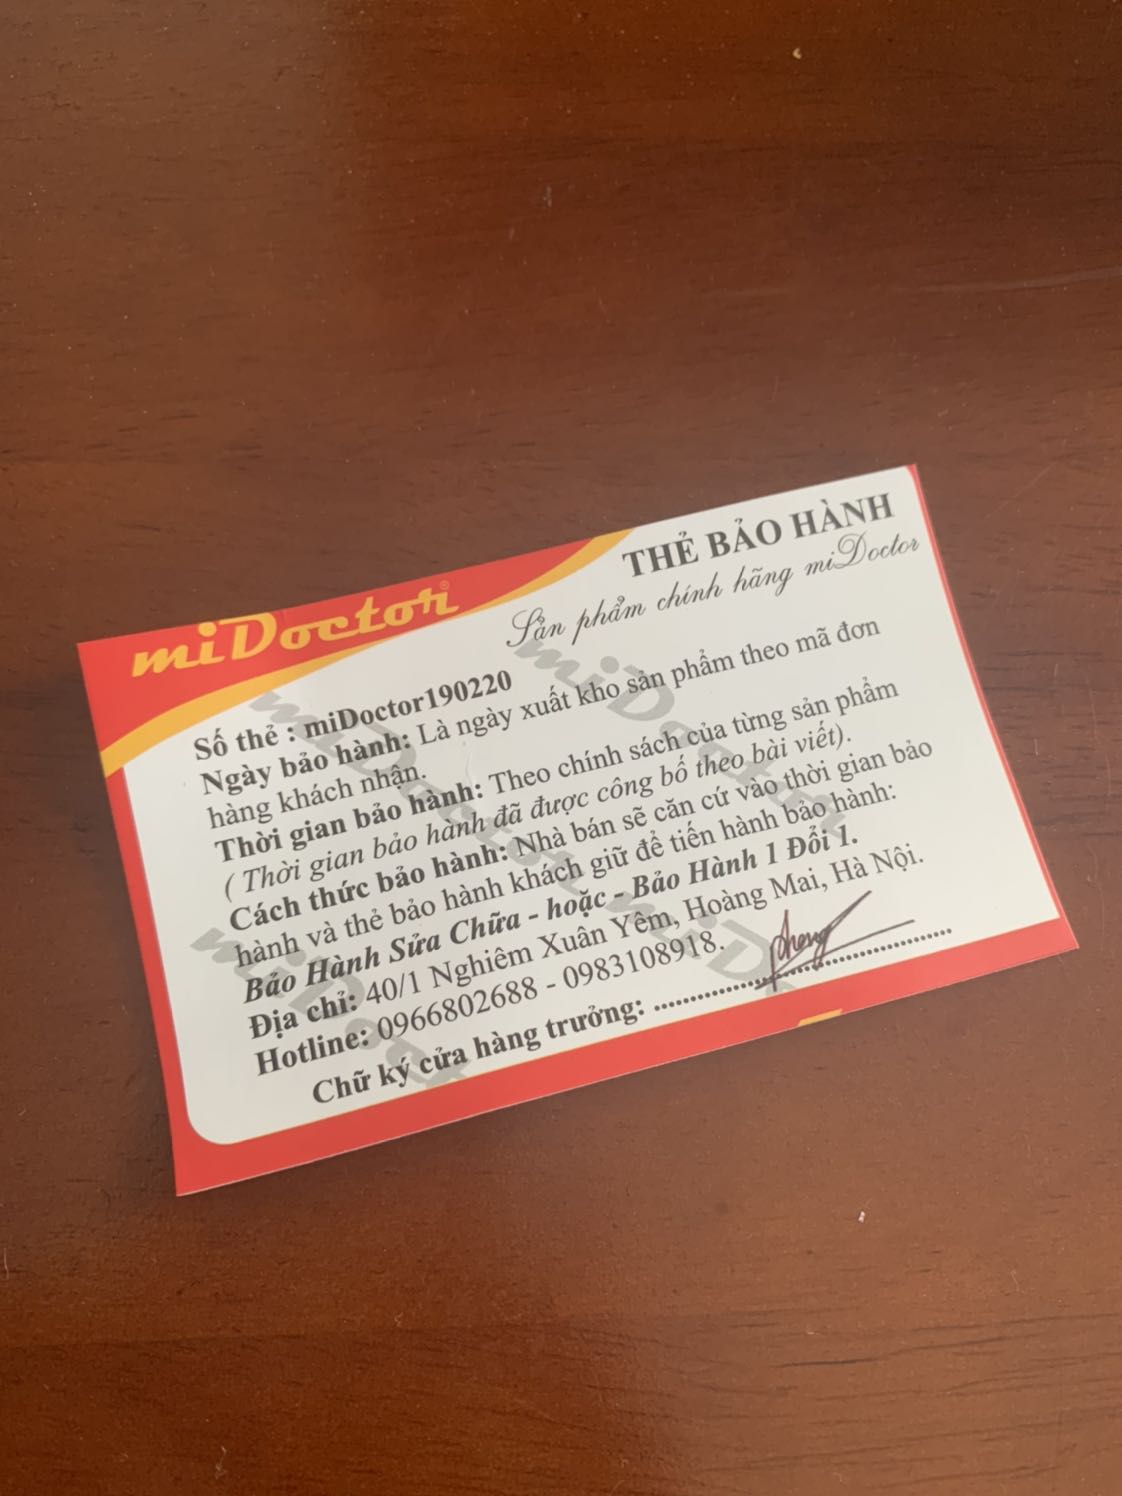 miDoctor®
THẺ BẢO HÀNH
Sản phẩm chính hãng miDoctor
Số thẻ : miDoctor190220
Ngày bảo hành: Là ngày xuất kho sản phẩm theo mã đơn
hàng khách nhận.
Thời gian bảo hành: Theo chính sách của từng sản phẩm
( Thời gian bảo hành đã được công bố theo bài viết).
Cách thức bảo hành: Nhà bán sẽ căn cứ vào thời gian bảo
hành và thẻ bảo hành khách giữ để tiến hành bảo hành:
Bảo Hành Sửa Chữa - hoặc - Bảo Hành 1 Đổi 1.
Địa chỉ: 40/1 Nghiêm Xuân Yêm, Hoàng Mai, Hà Nội.
Hotline: 0966802688 - 0983108918.
Chữ ký cửa hàng trưởng: ........................................